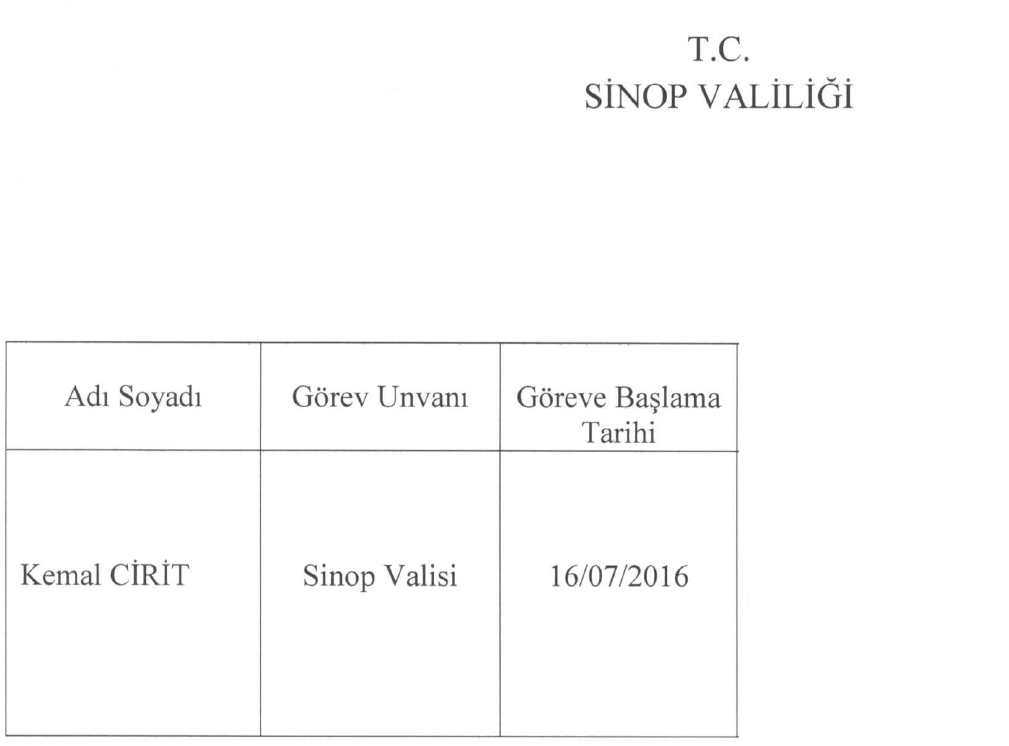 T.C.
SİNOP VALİLİĞİ
Adı Soyadı
Görev Unvanı
Göreve Başlama
Tarihi
Kemal CİRİT
Sinop Valisi
16/07/2016